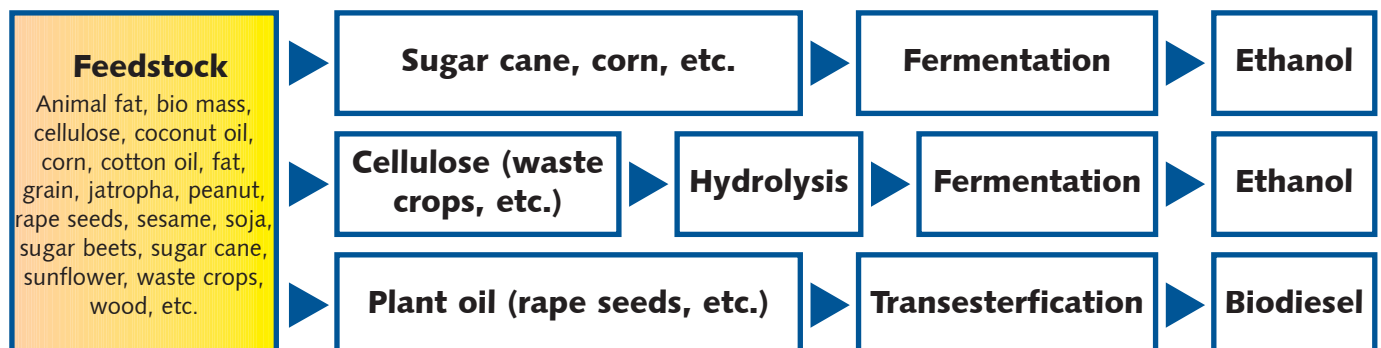 Feedstock
Animal fat, bio mass,
cellulose, coconut oil,
corn, cotton oil, fat,
grain, jatropha, peanut,
rape seeds, sesame, soja,
sugar beets, sugar cane,
sunflower, waste crops,
wood, etc.
Sugar cane, corn, etc.
Fermentation
Ethanol
Cellulose (waste
crops, etc.)
Hydrolysis
Fermentation
Ethanol
Plant oil (rape seeds, etc.)
Transesterfication
Biodiesel